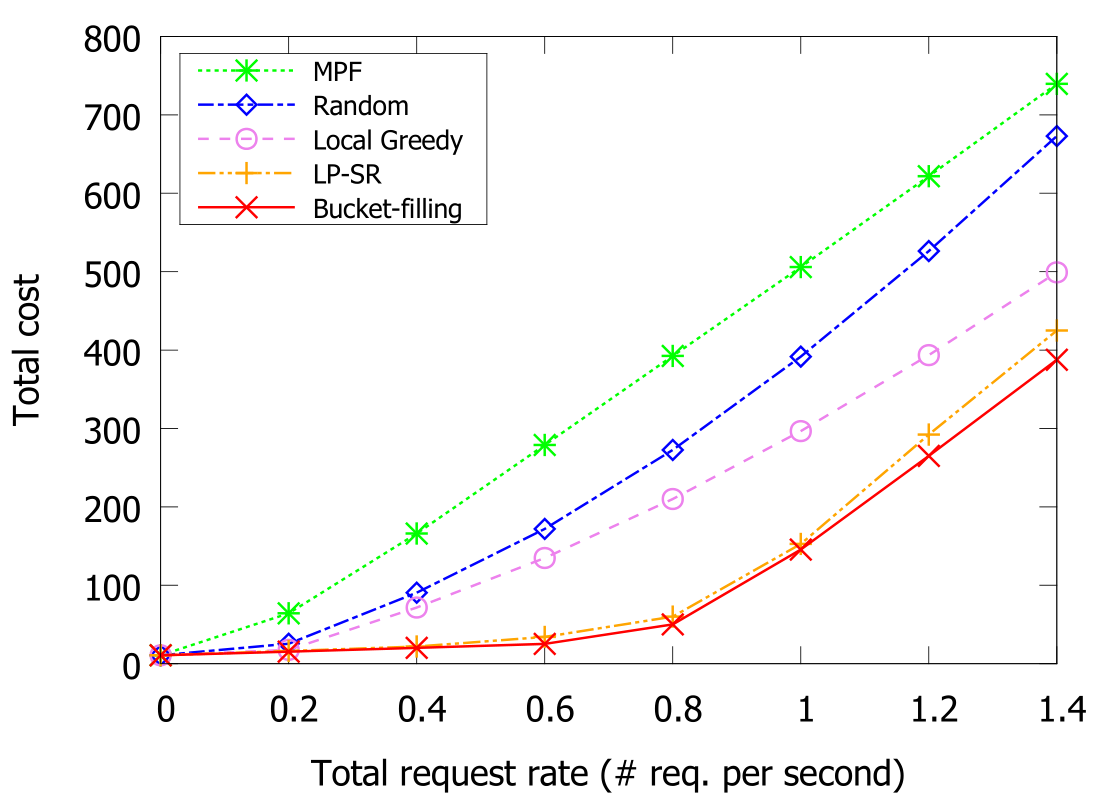 800
700
600
500
400
300
200
100
0
MPF
Random
Local Greedy
LP-SR
Bucket-filling
Total cost
0 0.2 0.4 0.6 0.8 1 1.2 1.4
Total request rate (# req. per second)